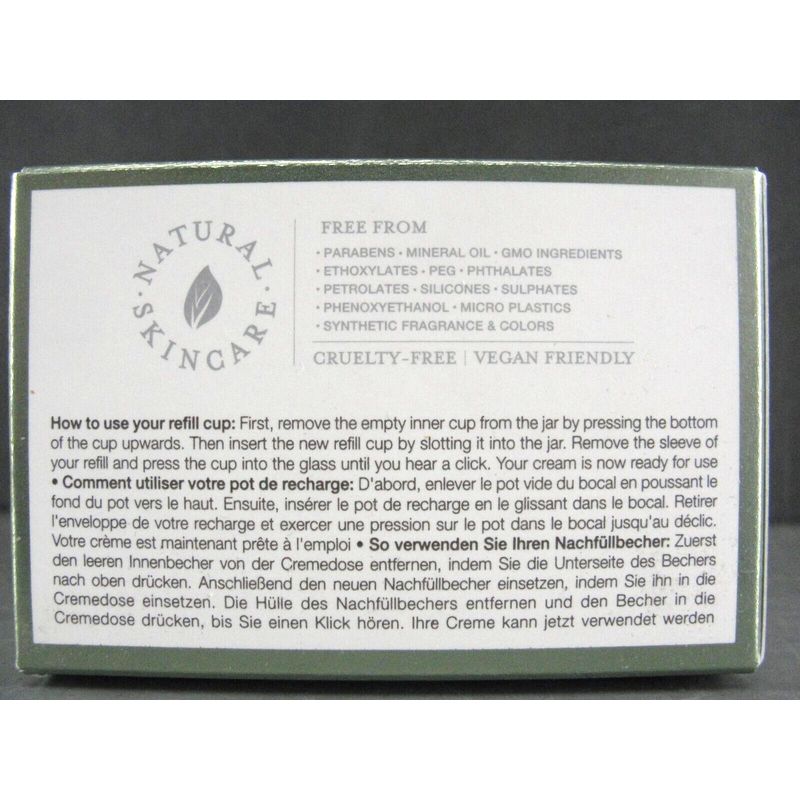 · NATURAL ·
SKINCARE
FREE FROM
· PARABENS · MINERAL OIL · GMO INGREDIENTS
· ETHOXYLATES · PEG · PHTHALATES
· PETROLATES · SILICONES · SULPHATES
· PHENOXYETHANOL · MICRO PLASTICS
· SYNTHETIC FRAGRANCE & COLORS
CRUELTY-FREE | VEGAN FRIENDLY
How to use your refill cup: First, remove the empty inner cup from the jar by pressing the bottom
of the cup upwards. Then insert the new refill cup by slotting it into the jar. Remove the sleeve of
your refill and press the cup into the glass until you hear a click. Your cream is now ready for use
• Comment utiliser votre pot de recharge: D'abord, enlever le pot vide du bocal en poussant le
fond du pot vers le haut. Ensuite, insérer le pot de recharge en le glissant dans le bocal. Retirer
l'enveloppe de votre recharge et exercer une pression sur le pot dans le bocal jusqu'au déclic.
Votre crème est maintenant prête à l'emploi • So verwenden Sie Ihren Nachfüllbecher: Zuerst
den leeren Innenbecher von der Cremedose entfernen, indem Sie die Unterseite des Bechers
nach oben drücken. Anschließend den neuen Nachfüllbecher einsetzen, indem Sie ihn in die
Cremedose einsetzen. Die Hülle des Nachfüllbechers entfernen und den Becher in die
Cremedose drücken, bis Sie einen Klick hören. Ihre Creme kann jetzt verwendet werden